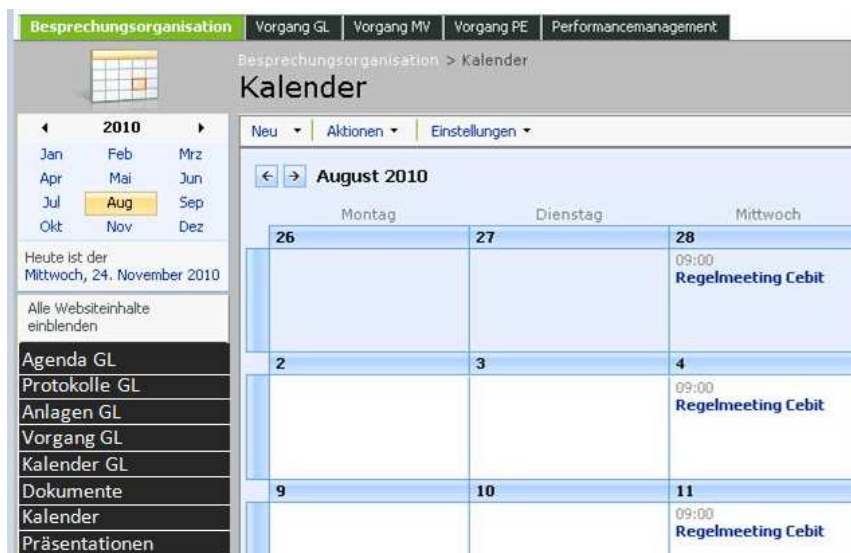 Besprechungsorganisation Vorgang GL Vorgang MV Vorgang PE Performancemanagement
Besprechungsorganisation > Kalender
Kalender
2010
Jan Feb Mrz
Apr Mai Jun
Jul Aug Sep
Okt Nov Dez
Heute ist der
Mittwoch, 24. November 2010
Alle Websiteinhalte
einblenden
Agenda GL
Protokolle GL
Anlagen GL
Vorgang GL
Kalender GL
Dokumente
Kalender
Präsentationen
Neu Aktionen Einstellungen
August 2010
Montag Dienstag Mittwoch
26 27 28
09:00
Regelmeeting Cebit
2 3 4
09:00
Regelmeeting Cebit
9 10 11
09:00
Regelmeeting Cebit